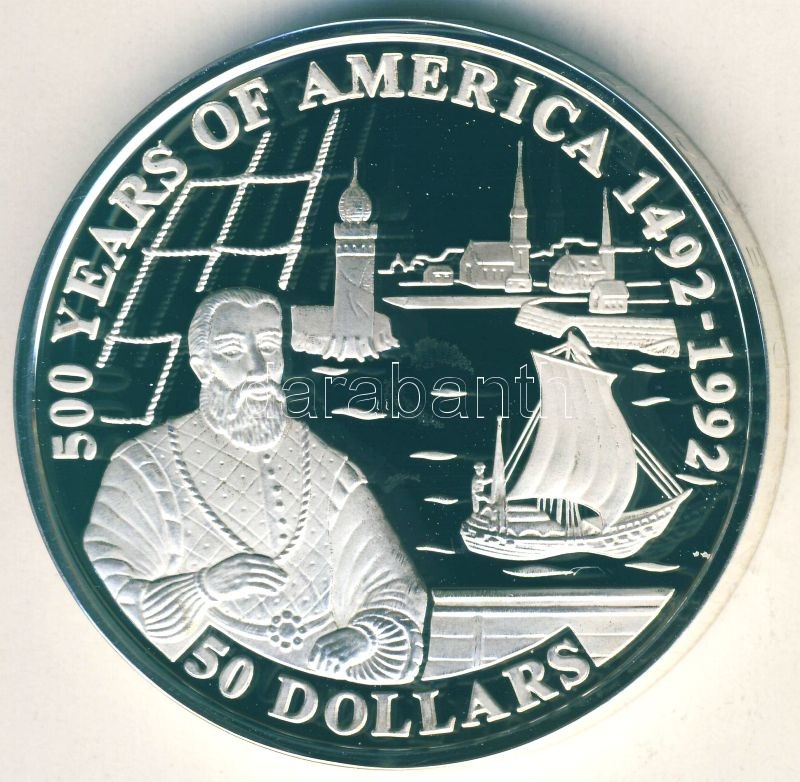 500 YEARS OF AMERICA 1492-1992
darabanth
50 DOLLARS